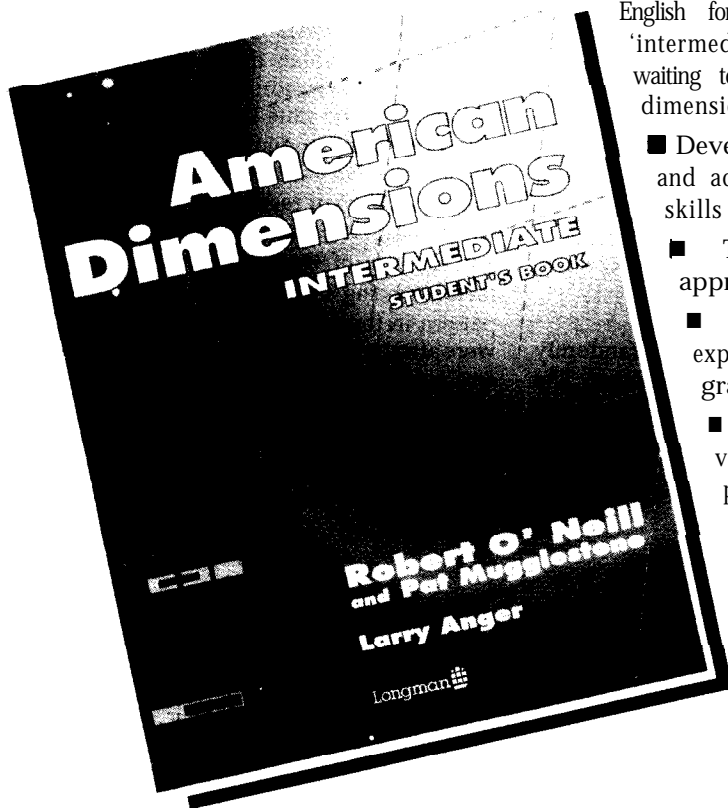 American
Dimensions
INTERMEDIATE
STUDENT'S BOOK
Robert O' Neill
and Pat Mugglestone
Larry Anger
Longman
English for
'intermed
waiting to
dimensio
■ Deve
and ac
skills
■ T
appr
■
exp
gra
■
v
p